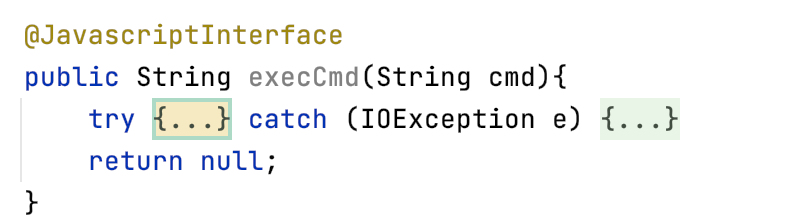 @JavascriptInterface
public String execCmd(String cmd){
try {...} catch (IOException e) {...}
return null;
}